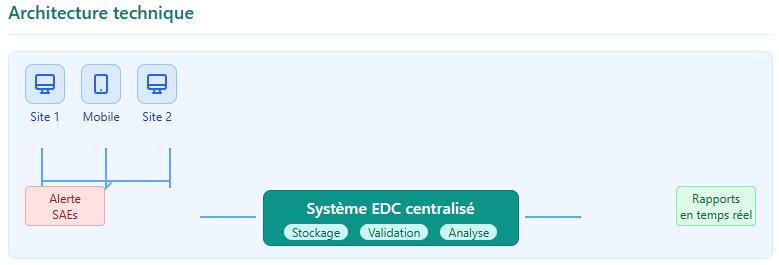 Architecture technique
Site 1
Mobile
Site 2
Alerte
SAEs
Système EDC centralisé
Stockage
Validation
Analyse
Rapports
en temps réel